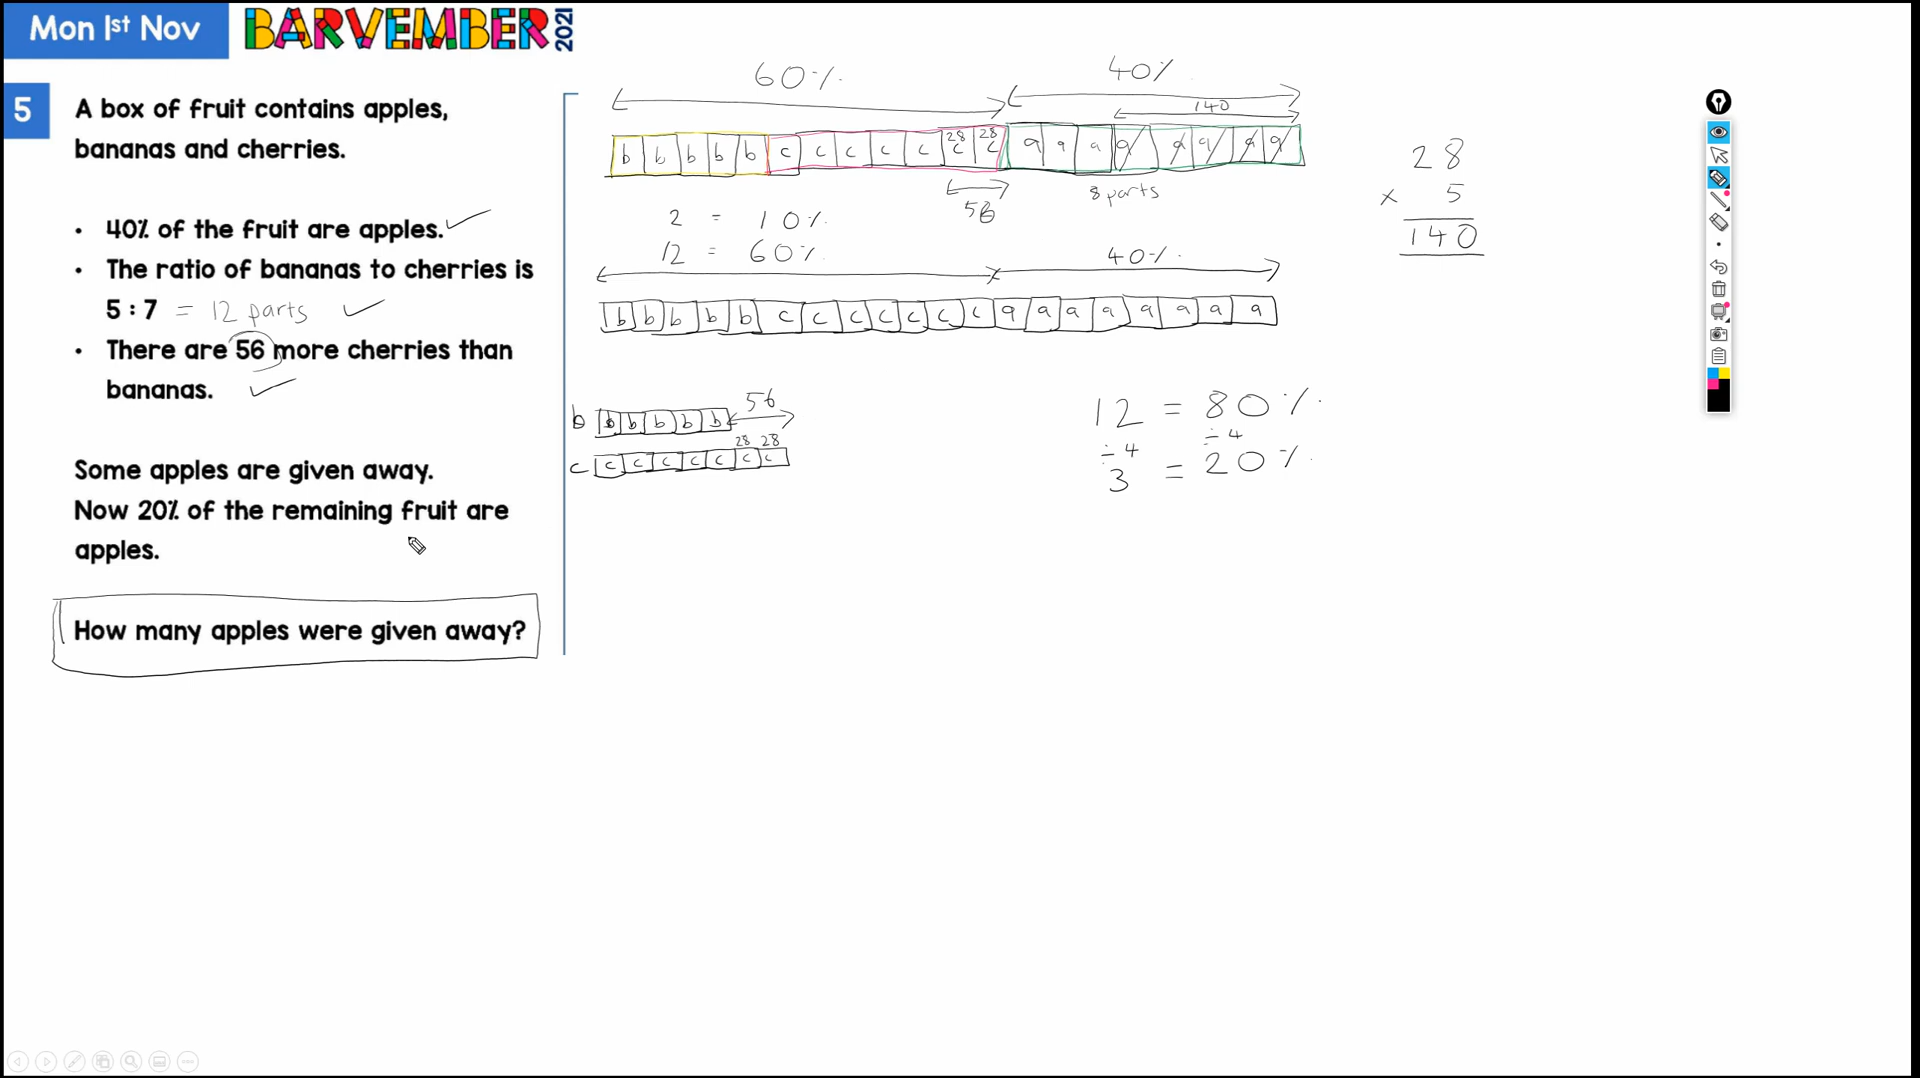 Mon 1st Nov
BARVEMBER 2021
5
A box of fruit contains apples,
bananas and cherries.
• 40% of the fruit are apples.
• The ratio of bananas to cherries is
5 : 7 = 12 parts
• There are 56 more cherries than
bananas.
Some apples are given away.
Now 20% of the remaining fruit are
apples.
How many apples were given away?
60% 40%
140
28 28
b b b b b c c c c c c c a a a a a a a a
56 8 parts
2 = 10%
12 = 60%
40%
b b b b b c c c c c c c a a a a a a a a
56
b b b b b b
28 28
c c c c c c c c
12 = 80%
÷4 ÷4
3 = 20%
28
× 5
140